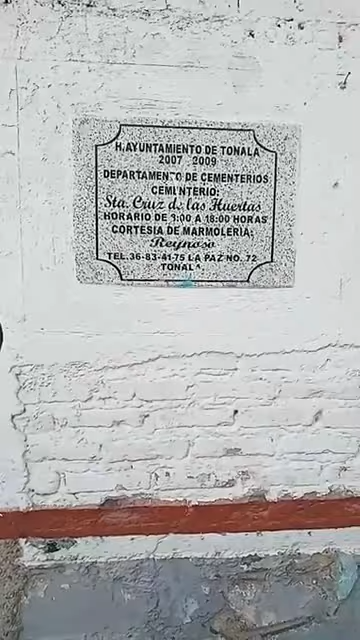 H. AYUNTAMIENTO DE TONALA
2007 2009
DEPARTAMENTO DE CEMENTERIOS
CEMENTERIO:
Sta. Cruz de las Huertas
HORARIO DE 9:00 A 18:00 HORAS
CORTESIA DE MARMOLERIA:
Reynoso
TEL. 36-83-41-75 LA PAZ NO. 72
TONALA